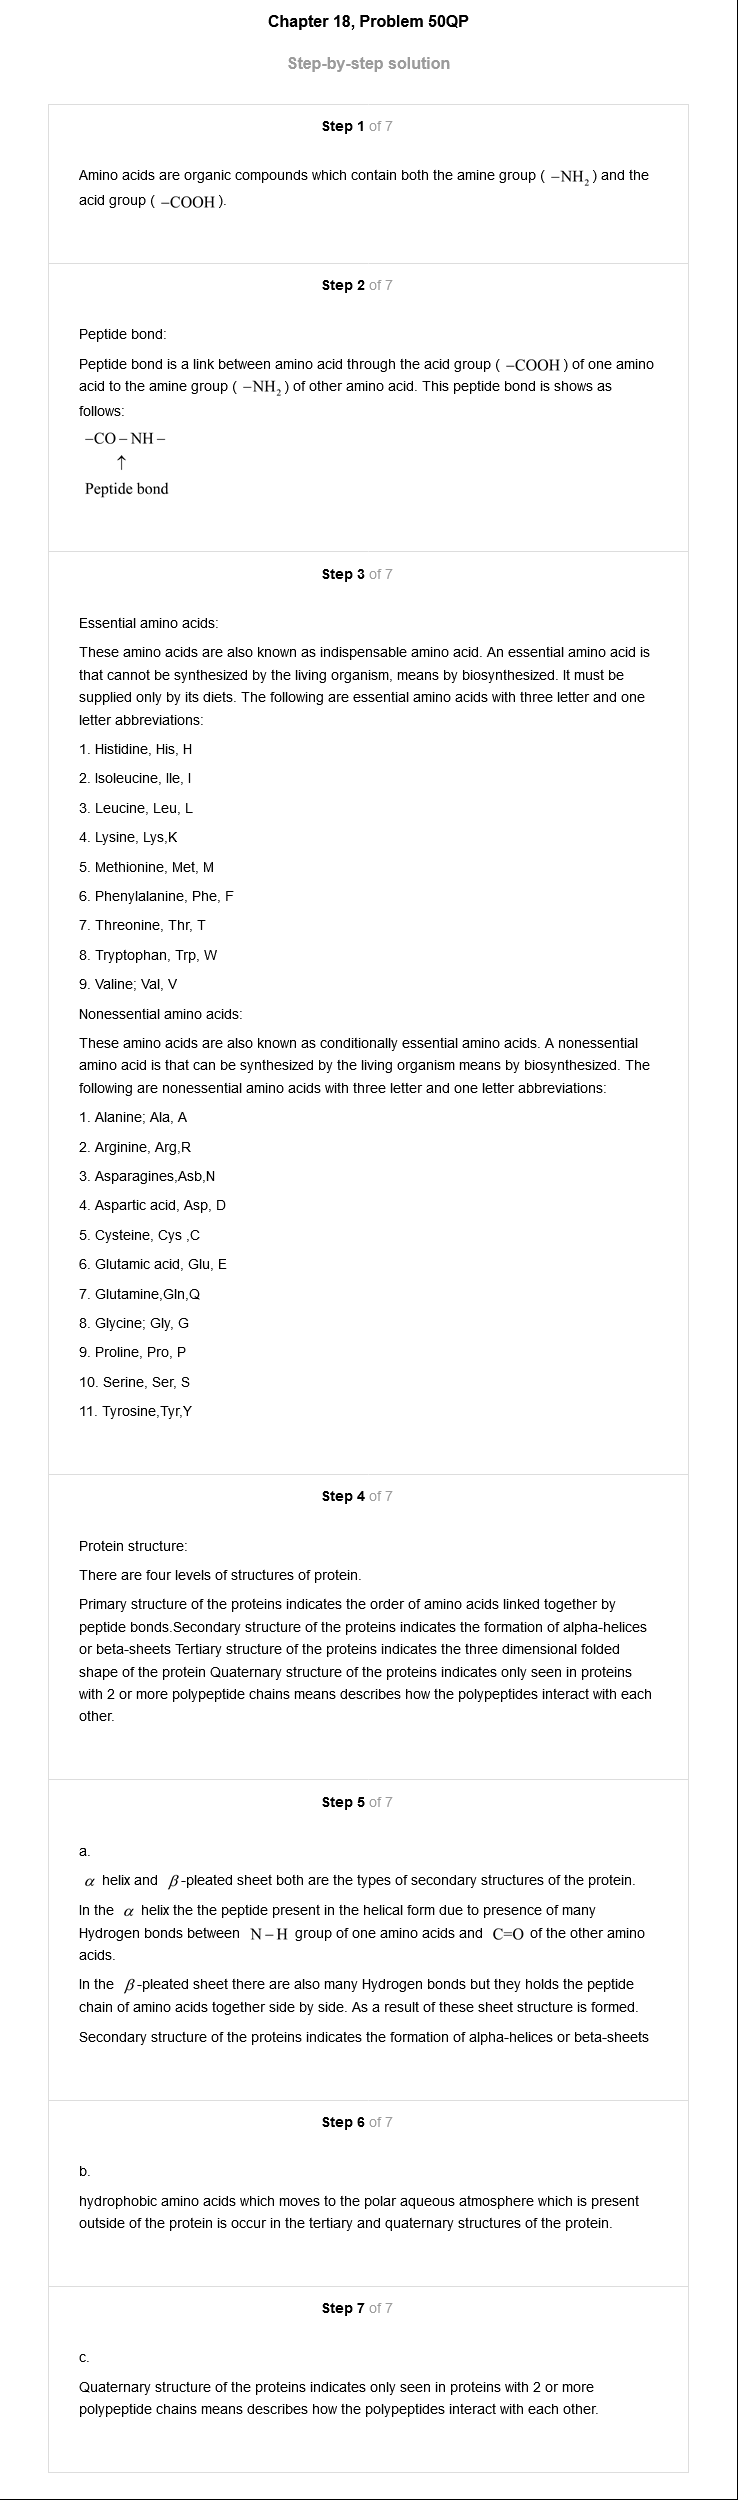 Chapter 18, Problem 50QP
Step-by-step solution
Step 1 of 7
Amino acids are organic compounds which contain both the amine group ( −NH₂ ) and the
acid group ( −COOH ).
Step 2 of 7
Peptide bond:
Peptide bond is a link between amino acid through the acid group ( −COOH ) of one amino
acid to the amine group ( −NH₂ ) of other amino acid. This peptide bond is shows as
follows:
−CO − NH −
↑
Peptide bond
Step 3 of 7
Essential amino acids:
These amino acids are also known as indispensable amino acid. An essential amino acid is
that cannot be synthesized by the living organism, means by biosynthesized. It must be
supplied only by its diets. The following are essential amino acids with three letter and one
letter abbreviations:
1. Histidine, His, H
2. Isoleucine, Ile, I
3. Leucine, Leu, L
4. Lysine, Lys,K
5. Methionine, Met, M
6. Phenylalanine, Phe, F
7. Threonine, Thr, T
8. Tryptophan, Trp, W
9. Valine; Val, V
Nonessential amino acids:
These amino acids are also known as conditionally essential amino acids. A nonessential
amino acid is that can be synthesized by the living organism means by biosynthesized. The
following are nonessential amino acids with three letter and one letter abbreviations:
1. Alanine; Ala, A
2. Arginine, Arg,R
3. Asparagines,Asb,N
4. Aspartic acid, Asp, D
5. Cysteine, Cys ,C
6. Glutamic acid, Glu, E
7. Glutamine,Gln,Q
8. Glycine; Gly, G
9. Proline, Pro, P
10. Serine, Ser, S
11. Tyrosine,Tyr,Y
Step 4 of 7
Protein structure:
There are four levels of structures of protein.
Primary structure of the proteins indicates the order of amino acids linked together by
peptide bonds.Secondary structure of the proteins indicates the formation of alpha-helices
or beta-sheets Tertiary structure of the proteins indicates the three dimensional folded
shape of the protein Quaternary structure of the proteins indicates only seen in proteins
with 2 or more polypeptide chains means describes how the polypeptides interact with each
other.
Step 5 of 7
a.
α helix and β-pleated sheet both are the types of secondary structures of the protein.
In the α helix the the peptide present in the helical form due to presence of many
Hydrogen bonds between N−H group of one amino acids and C=O of the other amino
acids.
In the β-pleated sheet there are also many Hydrogen bonds but they holds the peptide
chain of amino acids together side by side. As a result of these sheet structure is formed.
Secondary structure of the proteins indicates the formation of alpha-helices or beta-sheets
Step 6 of 7
b.
hydrophobic amino acids which moves to the polar aqueous atmosphere which is present
outside of the protein is occur in the tertiary and quaternary structures of the protein.
Step 7 of 7
c.
Quaternary structure of the proteins indicates only seen in proteins with 2 or more
polypeptide chains means describes how the polypeptides interact with each other.